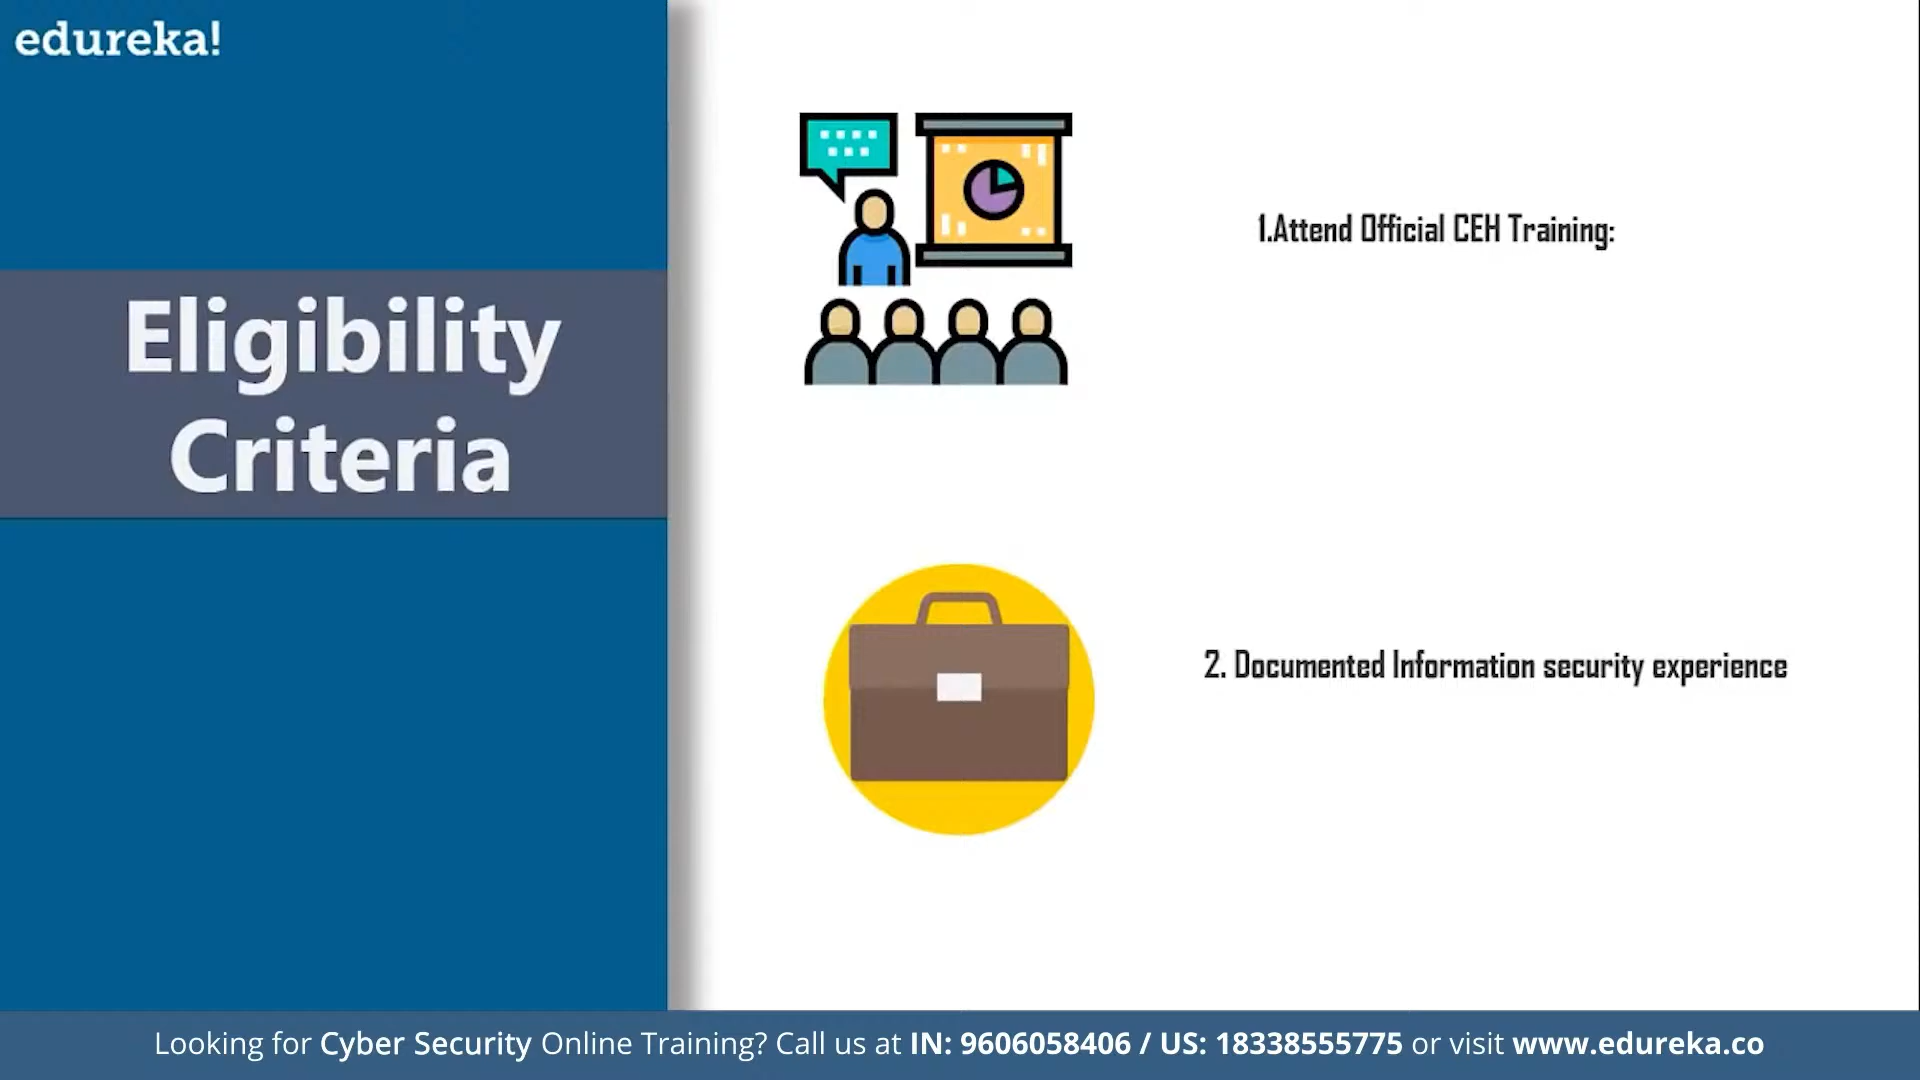 edureka!
Eligibility
Criteria
1.Attend Official CEH Training:
2. Documented Information security experience
Looking for Cyber Security Online Training? Call us at IN: 9606058406 / US: 18338555775 or visit www.edureka.co